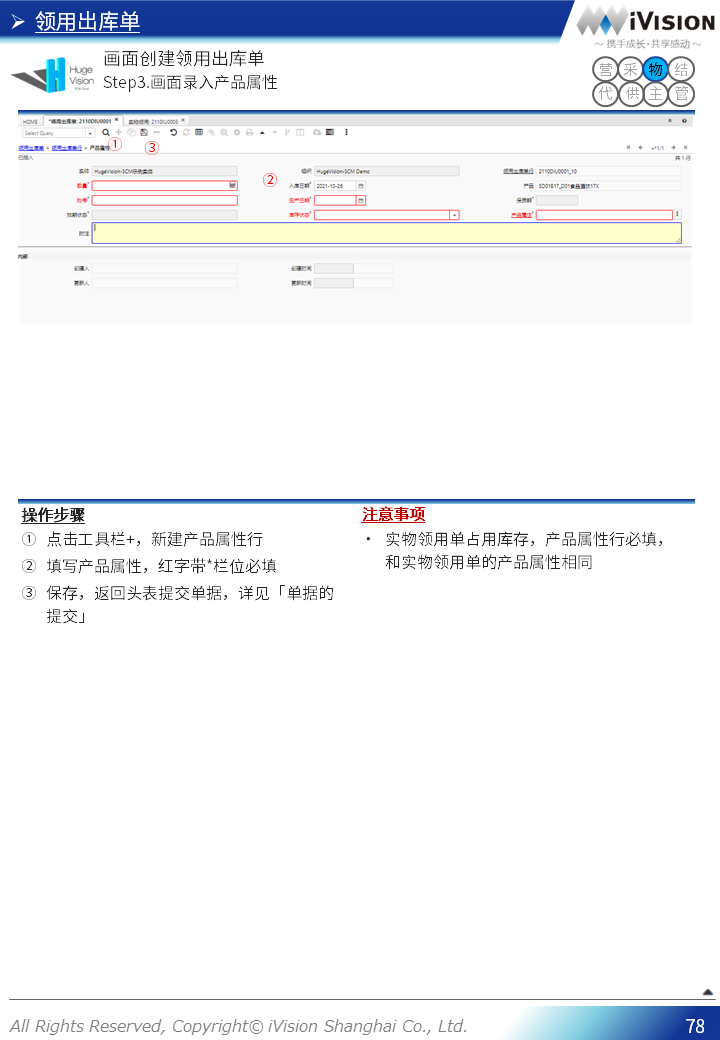 ➢ 领用出库单
iVision
～ 携手成长·共享感动 ～
Huge
Vision
画面创建领用出库单
Step3.画面录入产品属性
营 采 物 结
代 供 主 管
HOME *领用出库单: 2110DIU0001 × 实物领用: 2110IU0005 ×
Select Query
① ③
领用出库单 » 领用出库单行 » 产品属性
+*1/1
已插入 共 1 行
实体 HugeVision-SCM示例实体 组织 HugeVision-SCM Demo 领用出库单行 2110DIU0001_10
②
数量* 入库日期* 2021-10-26 产品 SD01817_D01食品酒饮17X
批号* 生产日期* 保质期*
效期状态* 库存状态* 产品属性*
附注
内部
创建人 创建时间
更新人 更新时间
操作步骤
① 点击工具栏+，新建产品属性行
② 填写产品属性，红字带*栏位必填
③ 保存，返回头表提交单据，详见「单据的
提交」
注意事项
• 实物领用单占用库存，产品属性行必填，
和实物领用单的产品属性相同
All Rights Reserved, Copyright© iVision Shanghai Co., Ltd.
78